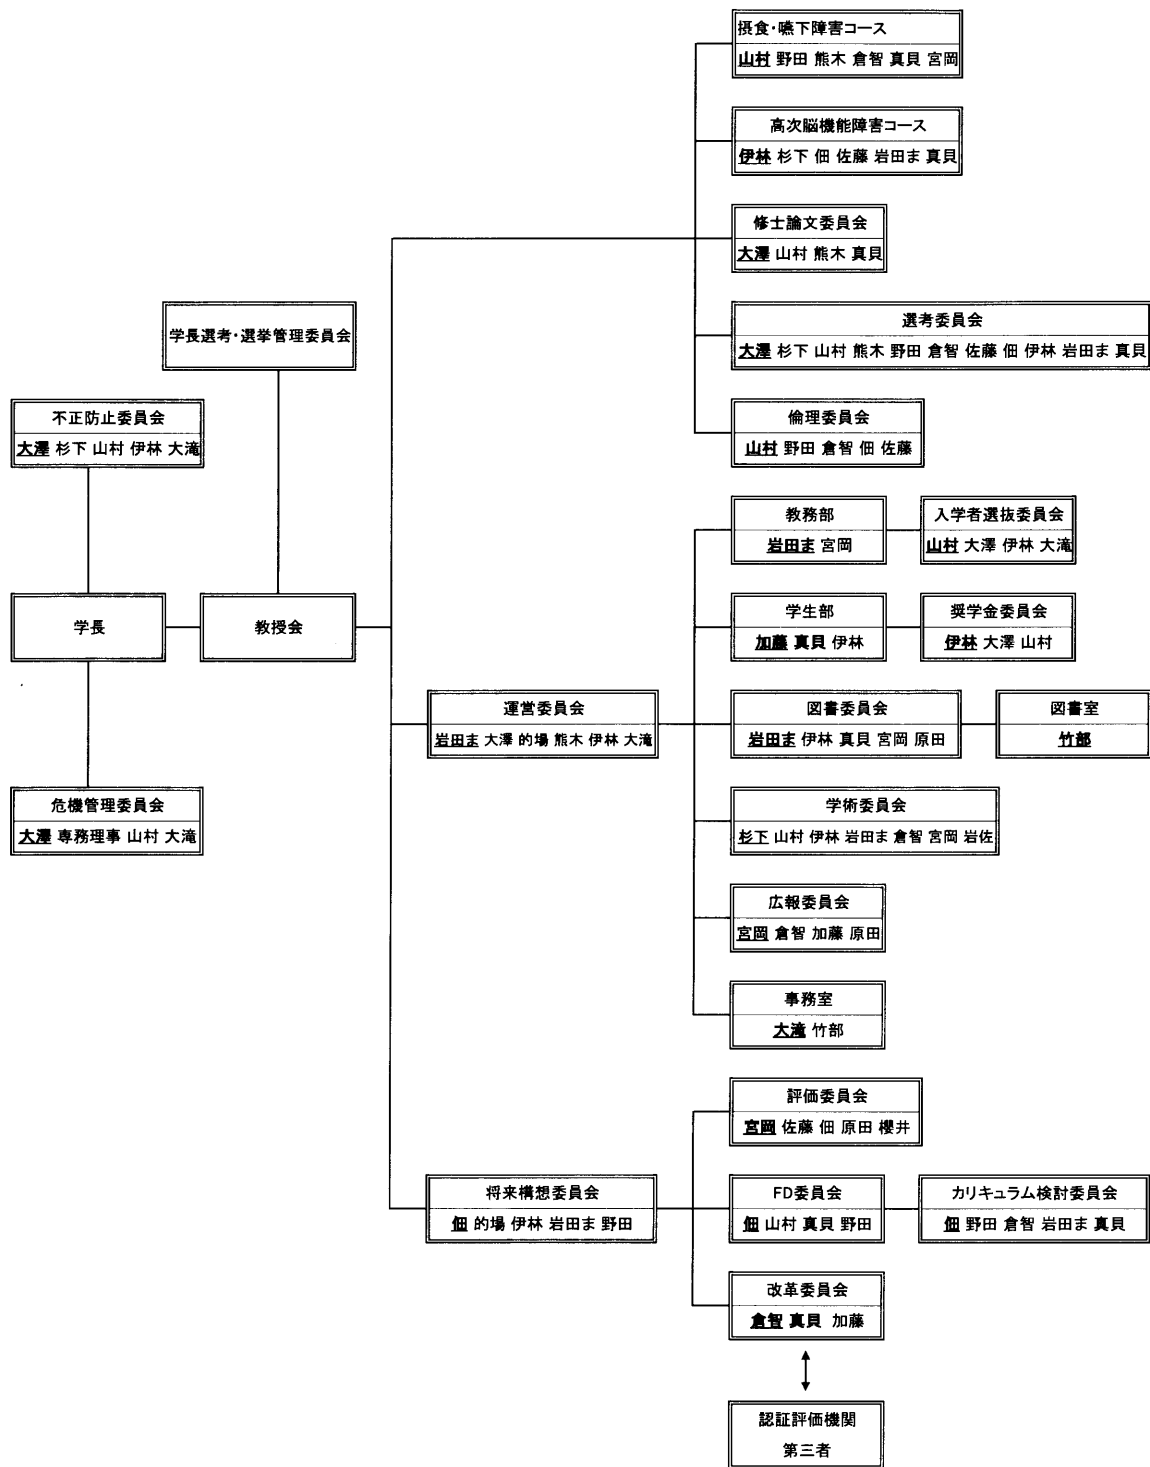 摂食・嚥下障害コース
山村 野田 熊木 倉智 真貝 宮岡
高次脳機能障害コース
伊林 杉下 佃 佐藤 岩田ま 真貝
修士論文委員会
大澤 山村 熊木 真貝
学長選考・選挙管理委員会
選考委員会
大澤 杉下 山村 熊木 野田 倉智 佐藤 佃 伊林 岩田ま 真貝
不正防止委員会
大澤 杉下 山村 伊林 大滝
倫理委員会
山村 野田 倉智 佃 佐藤
教務部
岩田ま 宮岡
入学者選抜委員会
山村 大澤 伊林 大滝
学長
教授会
学生部
加藤 真貝 伊林
奨学金委員会
伊林 大澤 山村
運営委員会
岩田ま 大澤 的場 熊木 伊林 大滝
図書委員会
岩田ま 伊林 真貝 宮岡 原田
図書室
竹部
危機管理委員会
大澤 専務理事 山村 大滝
学術委員会
杉下 山村 伊林 岩田ま 倉智 宮岡 岩佐
広報委員会
宮岡 倉智 加藤 原田
事務室
大滝 竹部
評価委員会
宮岡 佐藤 佃 原田 櫻井
将来構想委員会
佃 的場 伊林 岩田ま 野田
FD委員会
佃 山村 真貝 野田
カリキュラム検討委員会
佃 野田 倉智 岩田ま 真貝
改革委員会
倉智 真貝 加藤
認証評価機関
第三者